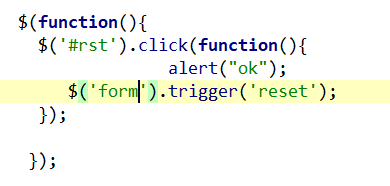 $(function(){
$('#rst').click(function(){
alert("ok");
$('form').trigger('reset');
});
});